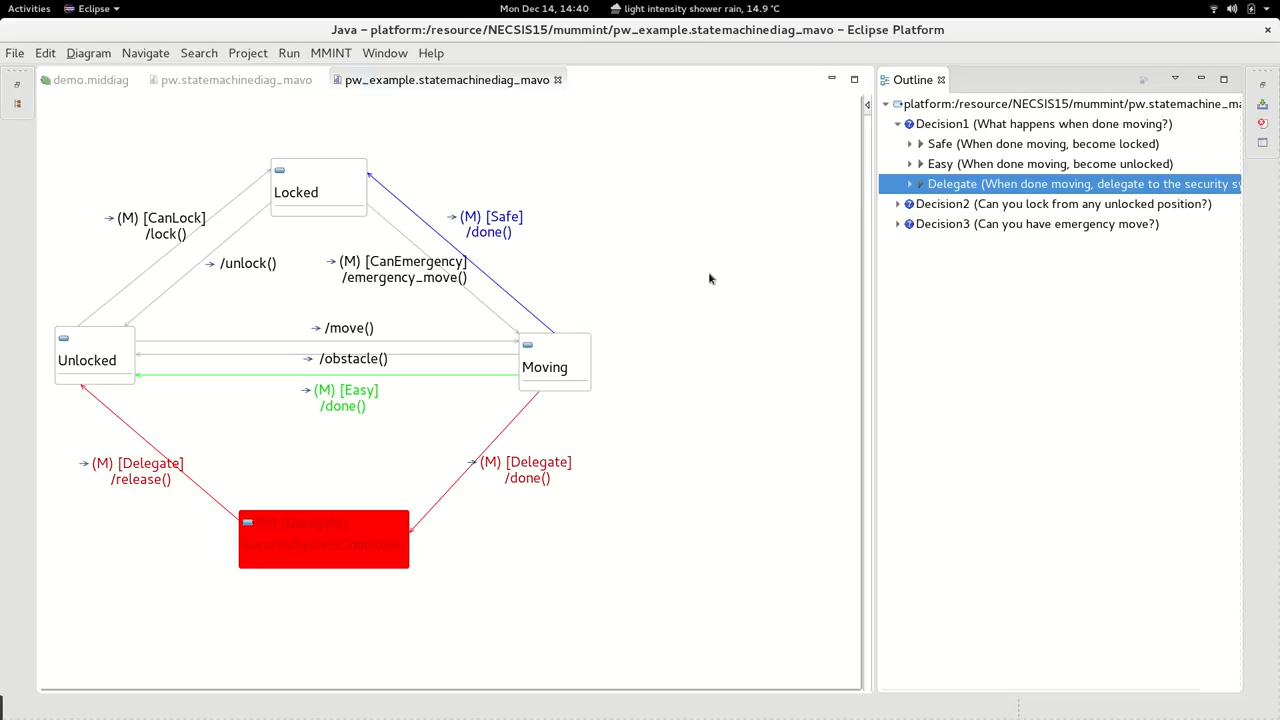 Activities Eclipse Mon Dec 14, 14:40 light intensity shower rain, 14.9 °C
Java – platform:/resource/NECSIS15/mummint/pw_example.statemachinediag_mavo – Eclipse Platform
File Edit Diagram Navigate Search Project Run MMINT Window Help
demo.middiag pw.statemachinediag_mavo pw_example.statemachinediag_mavo
Outline
platform:/resource/NECSIS15/mummint/pw.statemachine_ma
Decision1 (What happens when done moving?)
Safe (When done moving, become locked)
Easy (When done moving, become unlocked)
Delegate (When done moving, delegate to the security sy
Decision2 (Can you lock from any unlocked position?)
Decision3 (Can you have emergency move?)
Locked
(M) [CanLock]
/lock()
(M) [Safe]
/done()
/unlock()
(M) [CanEmergency]
/emergency_move()
/move()
Unlocked
/obstacle()
Moving
(M) [Easy]
/done()
(M) [Delegate]
/release()
(M) [Delegate]
/done()
(M) [Delegate]